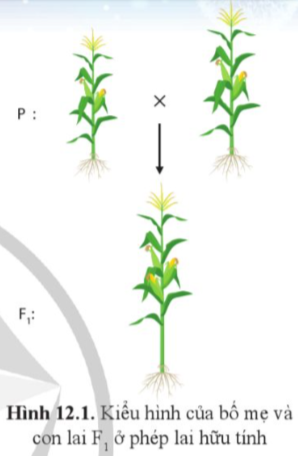 P :
×
F₁:
Hình 12.1. Kiểu hình của bố mẹ và
con lai F₁ ở phép lai hữu tính